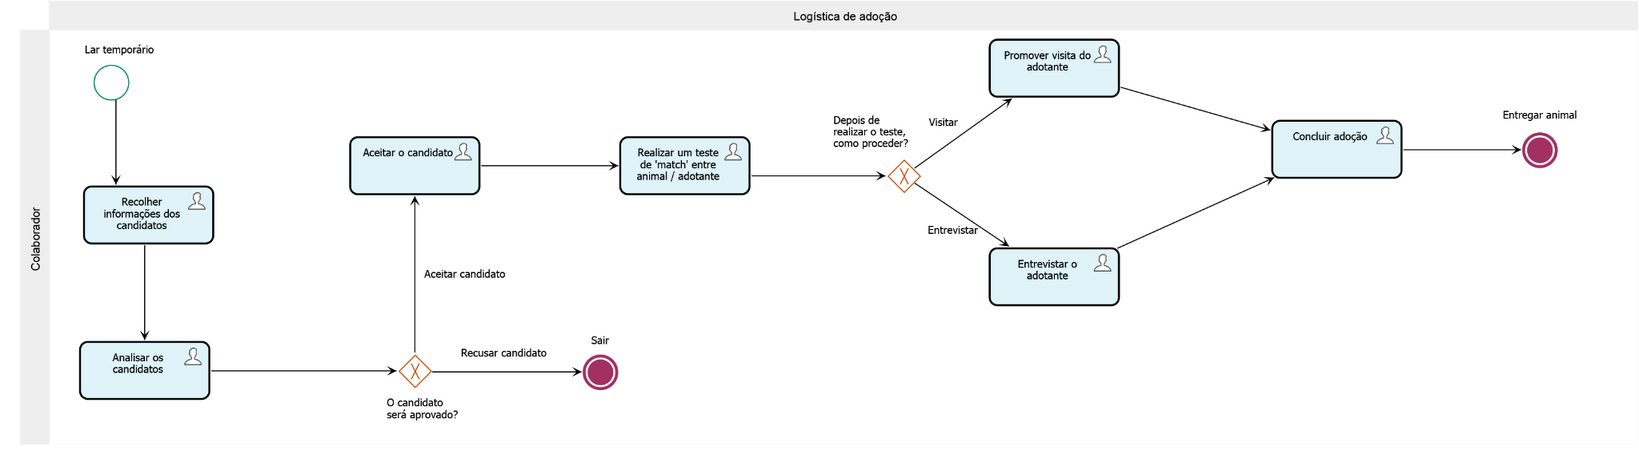 Logística de adoção
Colaborador
Lar temporário
Recolher
informações dos
candidatos
Analisar os
candidatos
O candidato
será aprovado?
Aceitar candidato
Recusar candidato
Sair
Aceitar o candidato
Realizar um teste
de 'match' entre
animal / adotante
Depois de
realizar o teste,
como proceder?
Visitar
Entrevistar
Promover visita do
adotante
Entrevistar o
adotante
Concluir adoção
Entregar animal